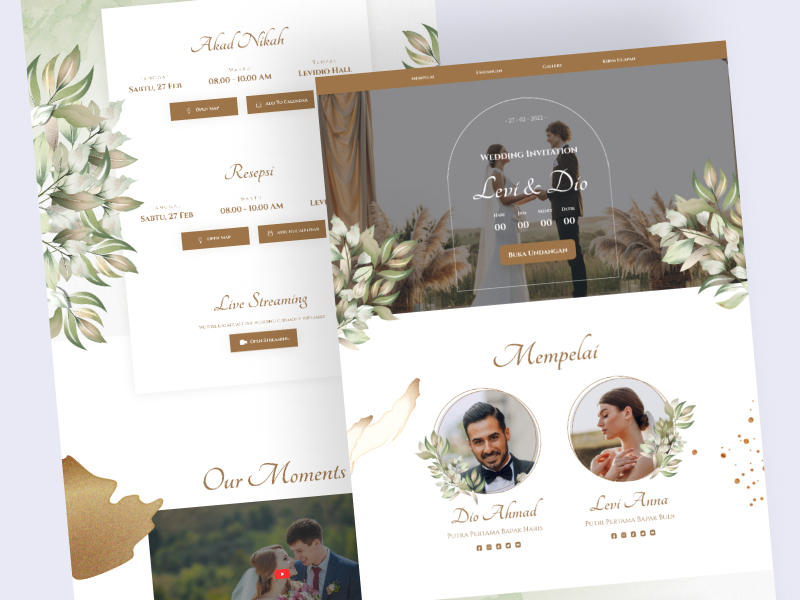 Akad Nikah
TANGGAL
WAKTU
TEMPAT
SABTU, 27 FEB
08.00 - 10.00 AM
LEVIDIO HALL
OPEN MAP
ADD TO CALENDAR
Resepsi
TANGGAL
WAKTU
SABTU, 27 FEB
08.00 - 10.00 AM
LEVI
OPEN MAP
ADD TO CALENDAR
Live Streaming
OPEN STREAMING
Our Moments
MEMPELAI
UNDANGAN
GALLERY
KIRIM UCAPAN
- 27 - 02 - 2022 -
WEDDING INVITATION
Levi & Dio
HARI
JAM
MENIT
DETIK
00
00
00
00
BUKA UNDANGAN
Mempelai
Dio Ahmad
PUTRA PERTAMA BAPAK HARIS
Levi Anna
PUTRI PERTAMA BAPAK BUDI